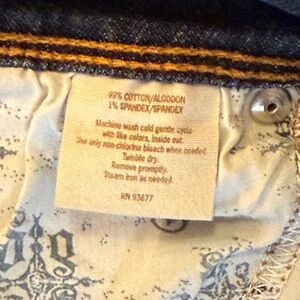 99% COTTON/ALGODON
1% SPANDEX/SPANDEX
Machine wash cold gentle cycle
with like colors, inside out.
Use only non-chlorine bleach when needed
Tumble dry.
Remove promptly.
Steam iron as needed.
RN 93677